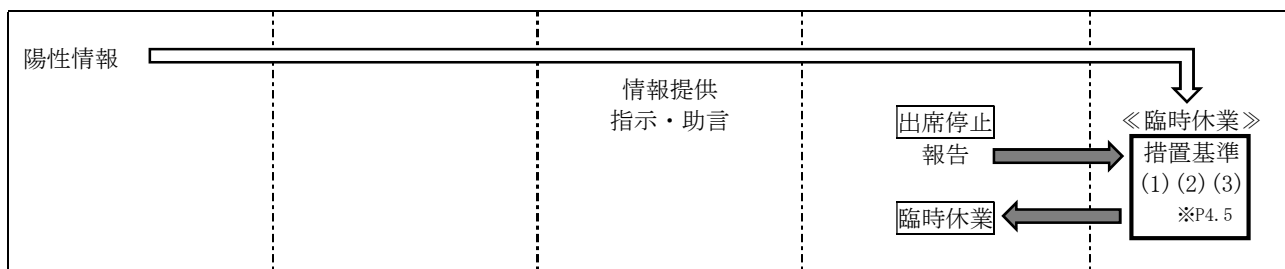 陽性情報
情報提供
指示・助言
出席停止
報告
臨時休業
≪臨時休業≫
措置基準
(1)(2)(3)
※P4.5